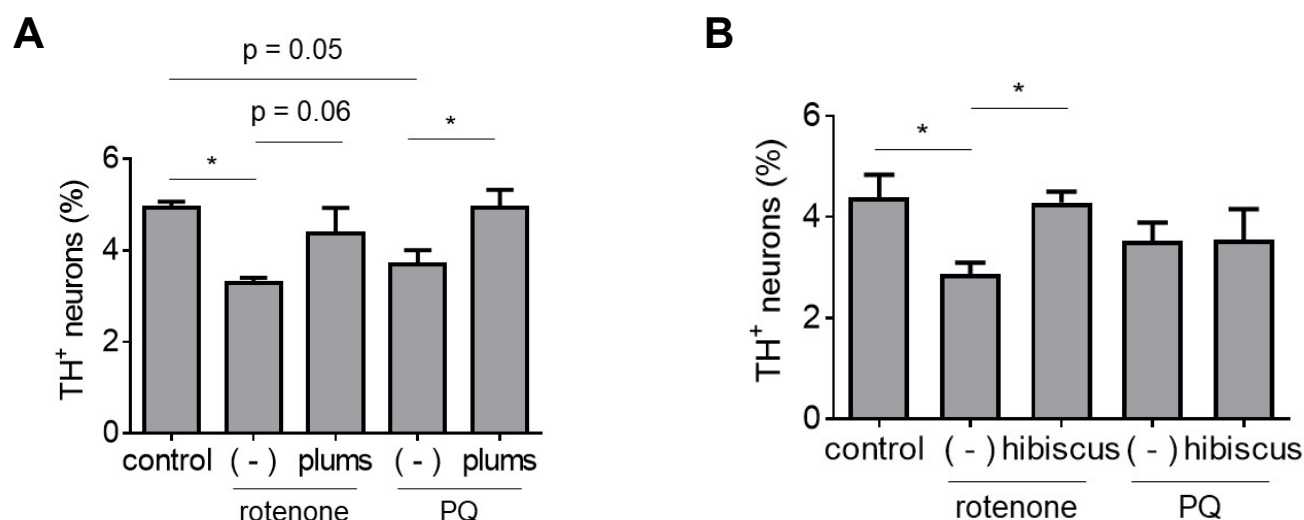 A
p = 0.05
p = 0.06
*
*
6
4
2
0
TH+ neurons (%)
control ( - ) plums ( - ) plums
rotenone PQ
B
*
*
6
4
2
0
TH+ neurons (%)
control ( - ) hibiscus ( - ) hibiscus
rotenone PQ